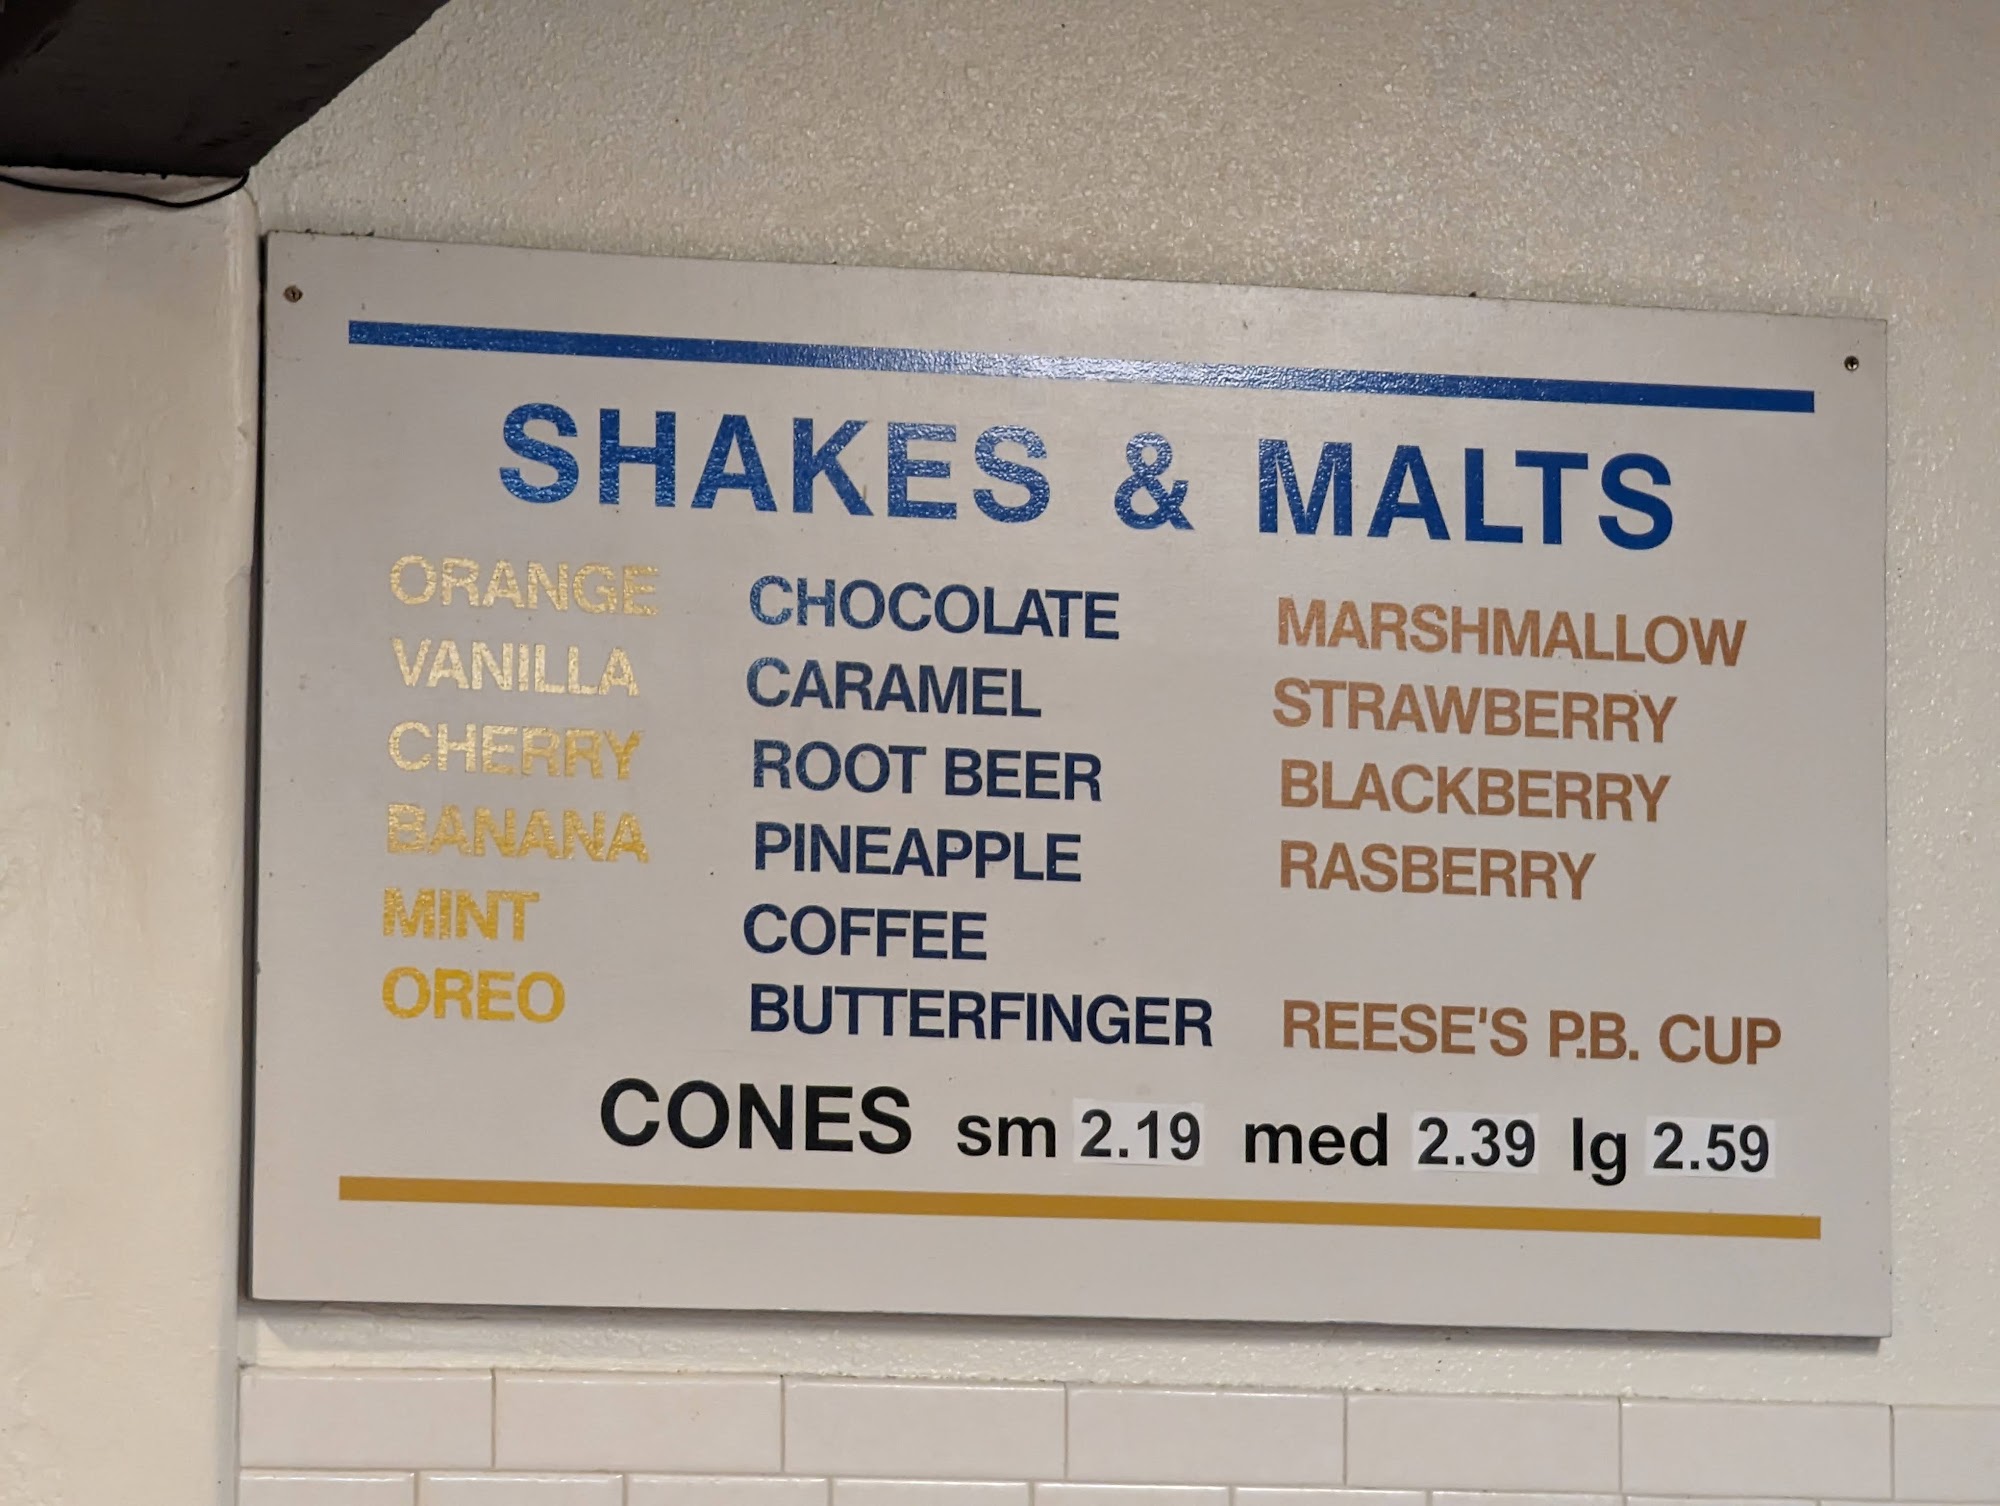 SHAKES & MALTS
ORANGE CHOCOLATE MARSHMALLOW
VANILLA CARAMEL STRAWBERRY
CHERRY ROOT BEER BLACKBERRY
BANANA PINEAPPLE RASBERRY
MINT COFFEE
OREO BUTTERFINGER REESE'S P.B. CUP
CONES sm 2.19 med 2.39 lg 2.59